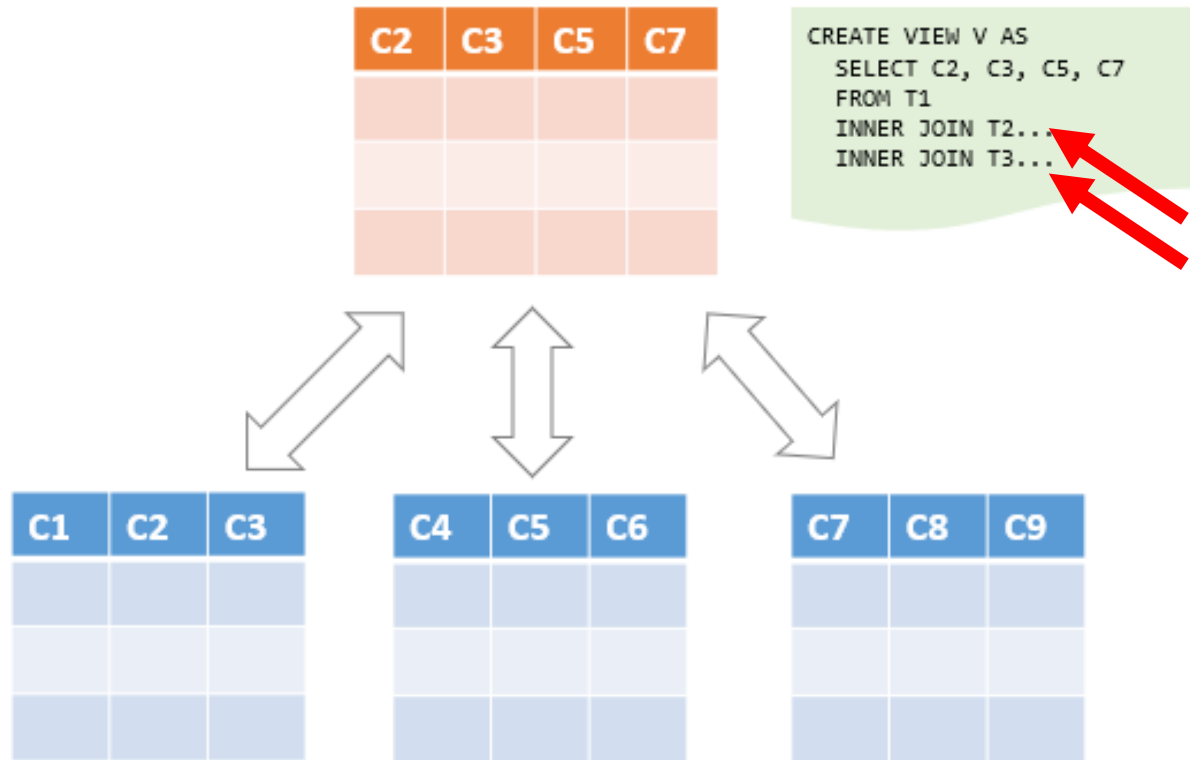 C2 C3 C5 C7
CREATE VIEW V AS
SELECT C2, C3, C5, C7
FROM T1
INNER JOIN T2...
INNER JOIN T3...
C1 C2 C3
C4 C5 C6
C7 C8 C9